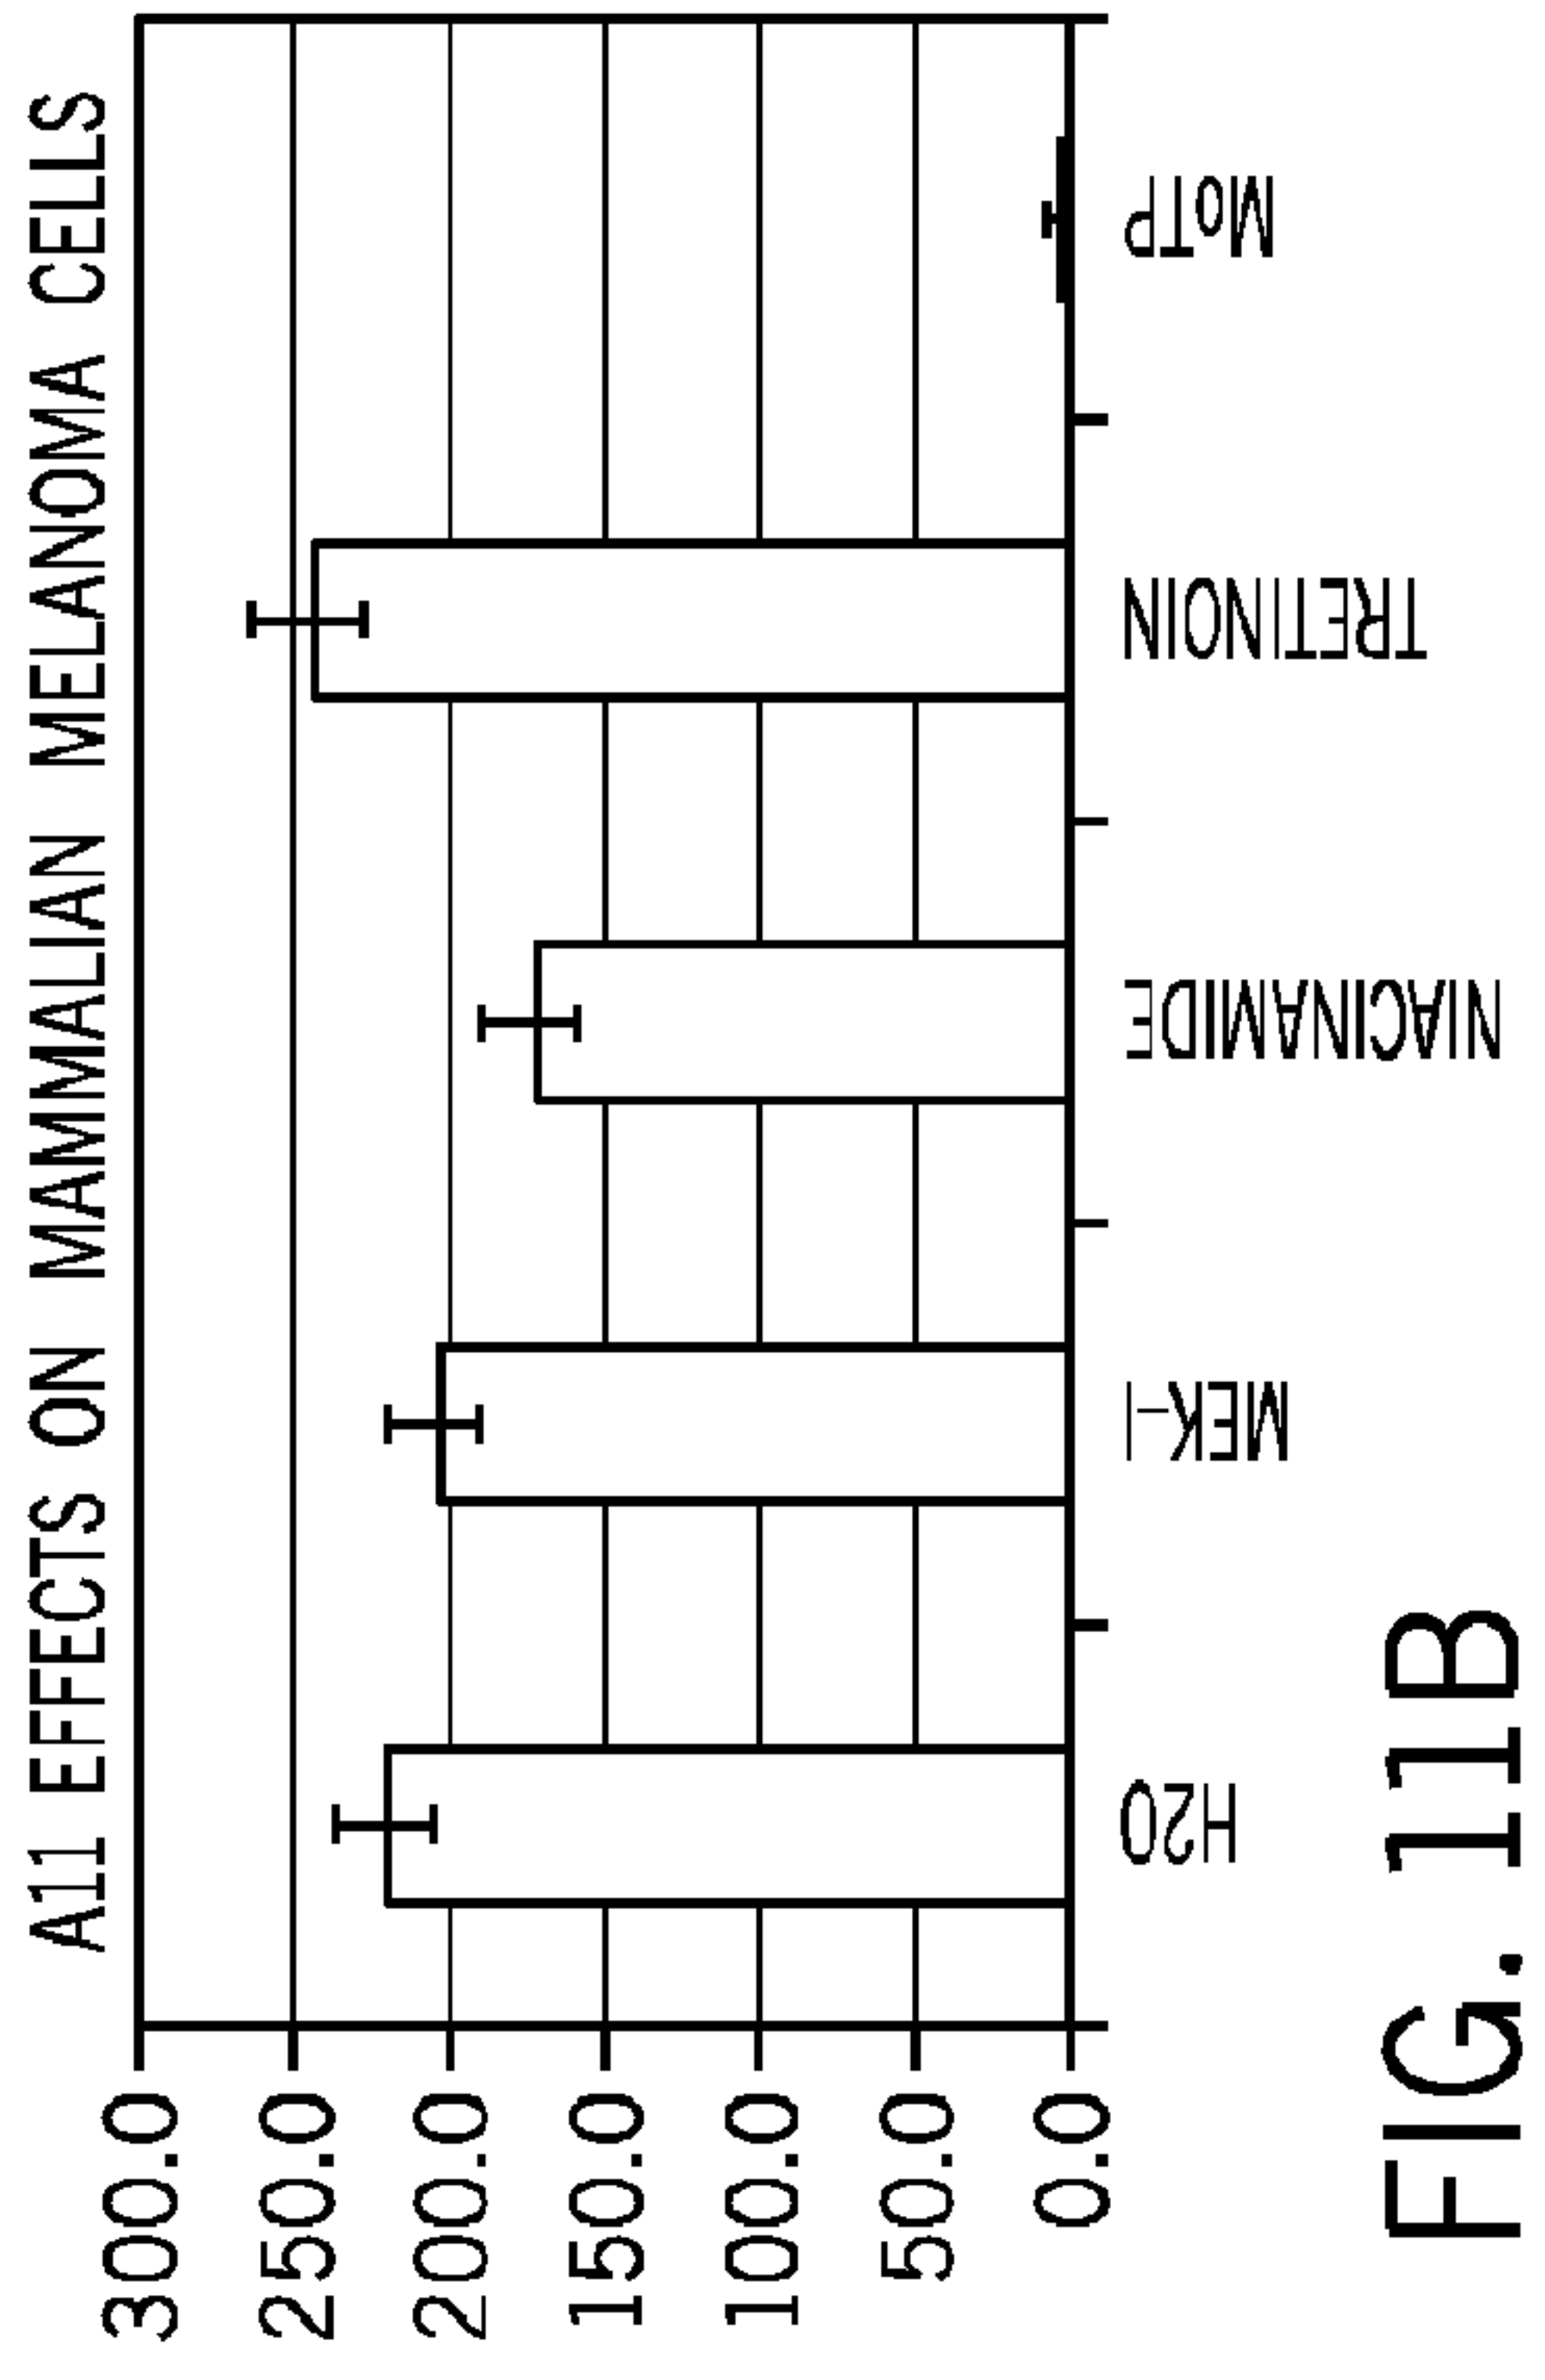 A11 EFFECTS ON MAMMALIAN MELANOMA CELLS
300.0
250.0
200.0
150.0
100.0
50.0
0.0
H2O
MEK-I
NIACINAMIDE
TRETINOIN
MoTP
FIG. 11B